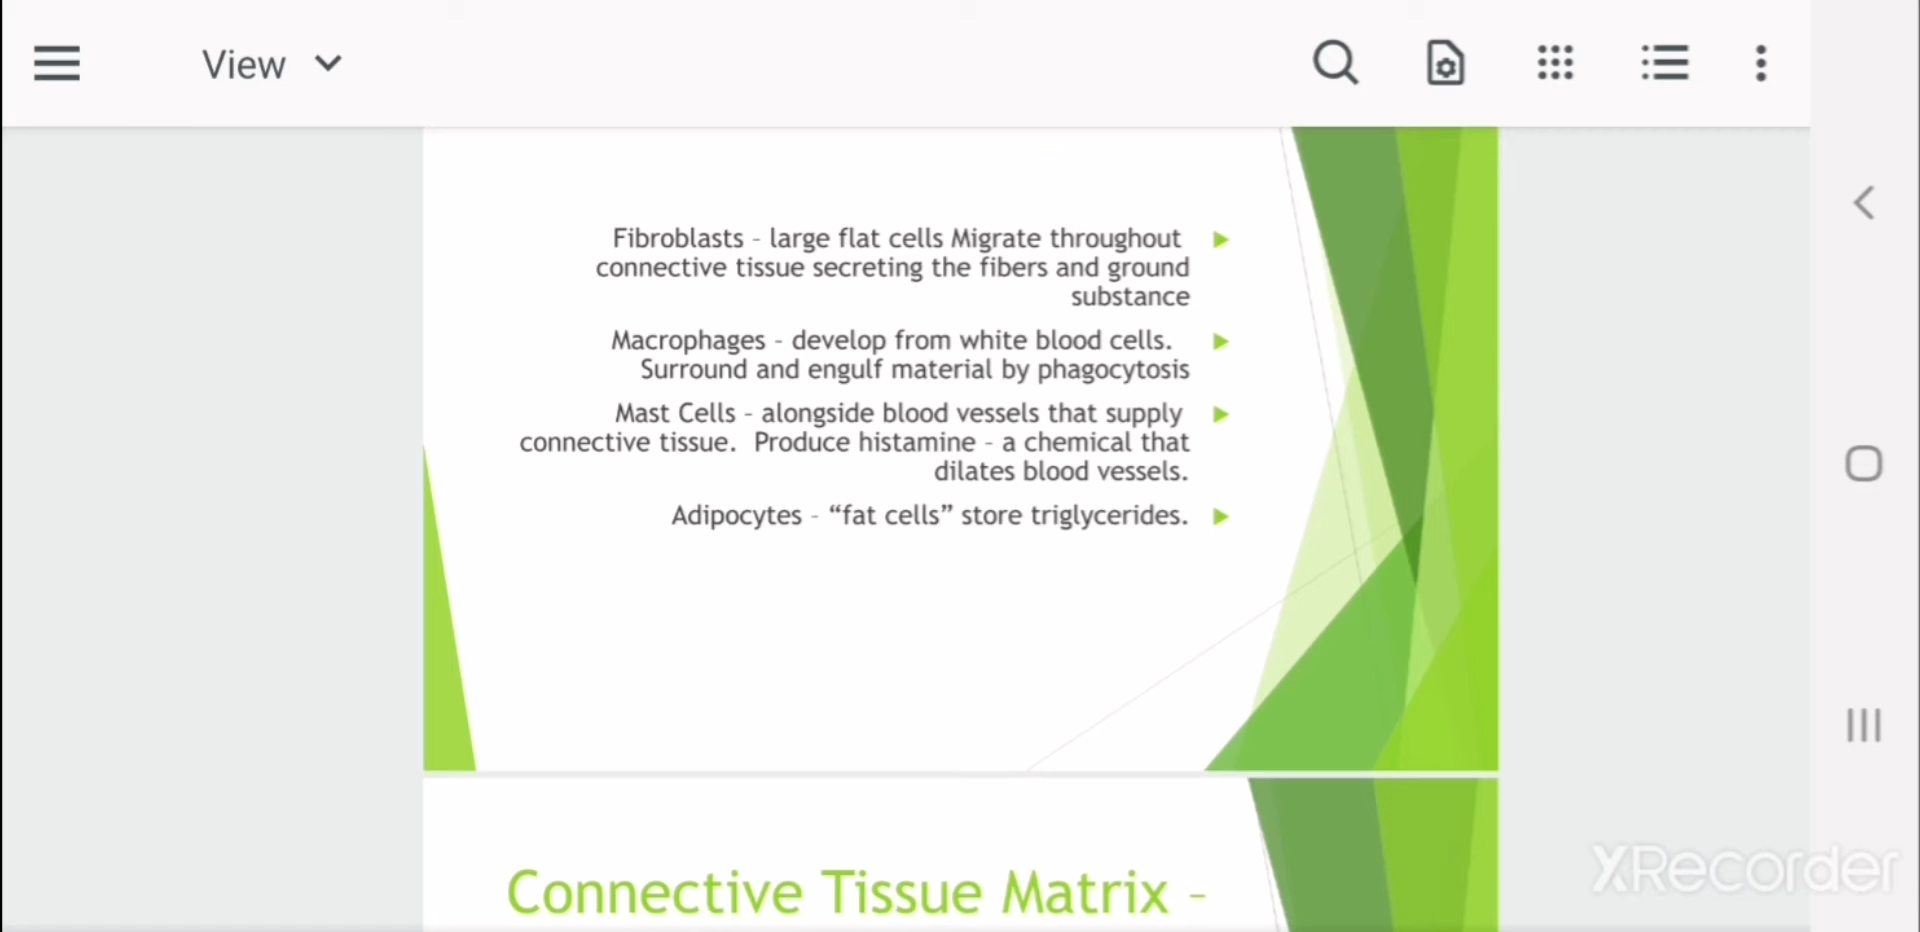 View
Fibroblasts - large flat cells Migrate throughout
connective tissue secreting the fibers and ground
substance
Macrophages - develop from white blood cells.
Surround and engulf material by phagocytosis
Mast Cells - alongside blood vessels that supply
connective tissue. Produce histamine - a chemical that
dilates blood vessels.
Adipocytes - “fat cells” store triglycerides.
Connective Tissue Matrix -
XRecorder